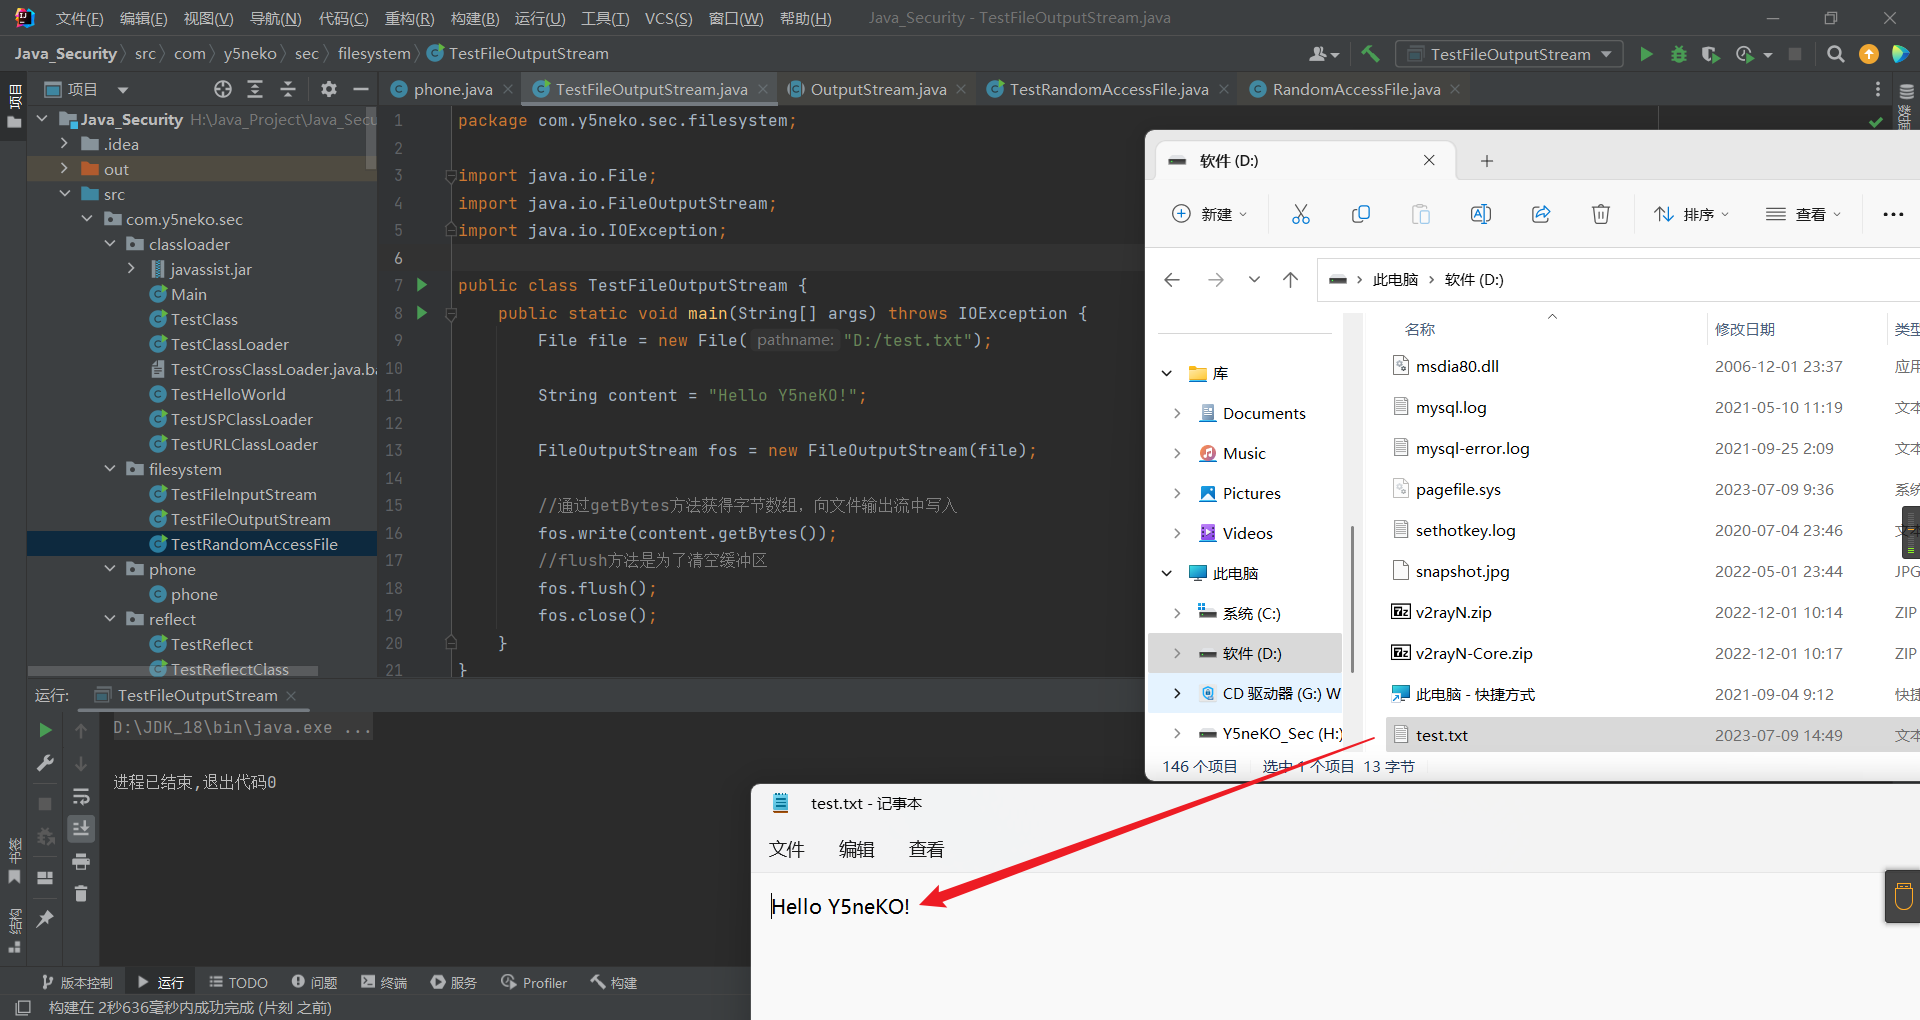 文件(F) 编辑(E) 视图(V) 导航(N) 代码(C) 重构(R) 构建(B) 运行(U) 工具(T) VCS(S) 窗口(W) 帮助(H) Java_Security - TestFileOutputStream.java
Java_Security src com y5neko sec filesystem TestFileOutputStream
TestFileOutputStream
项目
项目
phone.java TestFileOutputStream.java OutputStream.java TestRandomAccessFile.java RandomAccessFile.java
Java_Security H:\Java_Project\Java_Secu
.idea
out
src
com.y5neko.sec
classloader
javassist.jar
Main
TestClass
TestClassLoader
TestCrossClassLoader.java.ba
TestHelloWorld
TestJSPClassLoader
TestURLClassLoader
filesystem
TestFileInputStream
TestFileOutputStream
TestRandomAccessFile
phone
phone
reflect
TestReflect
TestReflectClass
1 package com.y5neko.sec.filesystem;
2
3 import java.io.File;
4 import java.io.FileOutputStream;
5 import java.io.IOException;
6
7 public class TestFileOutputStream {
8 public static void main(String[] args) throws IOException {
9 File file = new File( pathname: "D:/test.txt");
10
11 String content = "Hello Y5neKO!";
12
13 FileOutputStream fos = new FileOutputStream(file);
14
15 //通过getBytes方法获得字节数组，向文件输出流中写入
16 fos.write(content.getBytes());
17 //flush方法是为了清空缓冲区
18 fos.flush();
19 fos.close();
20 }
21 }
软件 (D:)
新建 排序 查看
此电脑 软件 (D:)
库
Documents
Music
Pictures
Videos
此电脑
系统 (C:)
软件 (D:)
CD 驱动器 (G:) W
Y5neKO_Sec (H:)
名称 修改日期 类型
msdia80.dll 2006-12-01 23:37 应用
mysql.log 2021-05-10 11:19 文本
mysql-error.log 2021-09-25 2:09 文本
pagefile.sys 2023-07-09 9:36 系统
sethotkey.log 2020-07-04 23:46 文本
snapshot.jpg 2022-05-01 23:44 JPG
v2rayN.zip 2022-12-01 10:14 ZIP
v2rayN-Core.zip 2022-12-01 10:17 ZIP
此电脑 - 快捷方式 2021-09-04 9:12 快捷
test.txt 2023-07-09 14:49 文本
146 个项目 选中 1 个项目 13 字节
运行: TestFileOutputStream
D:\JDK_18\bin\java.exe ...
进程已结束,退出代码0
书签
结构
test.txt - 记事本
文件 编辑 查看
Hello Y5neKO!
版本控制 运行 TODO 问题 终端 服务 Profiler 构建
构建在 2秒636毫秒内成功完成 (片刻 之前)